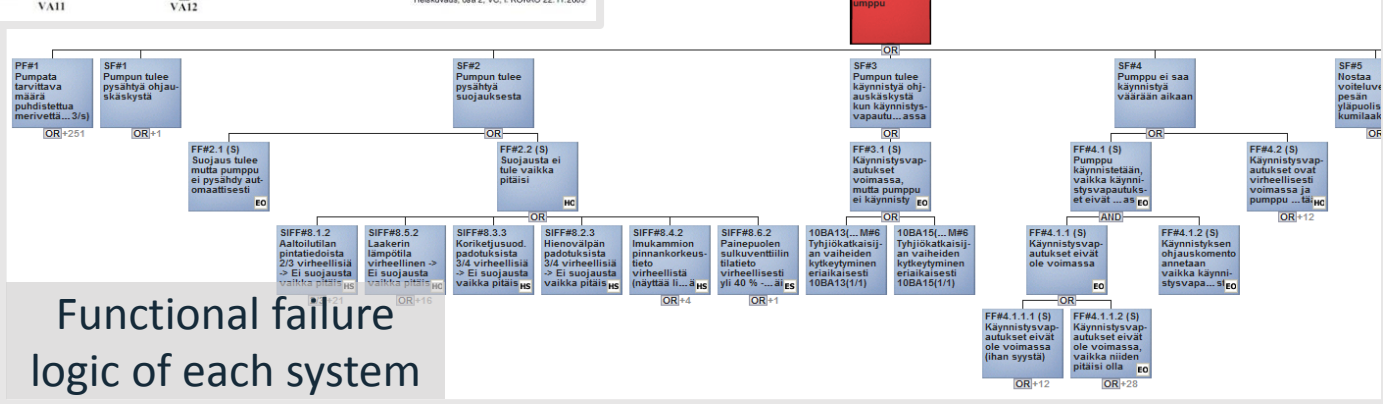 VA11
VA12
umppu
OR
PF#1
Pumpata
tarvittava
määrä
puhdistettua
merivettä... 3/s)
OR+251
SF#1
Pumpun tulee
pysähtyä ohjau-
skäskystä
OR+1
SF#2
Pumpun tulee
pysähtyä
suojauksesta
OR
SF#3
Pumpun tulee
käynnistyä ohj-
auskäskystä
kun käynnistys-
vapautu... assa
SF#4
Pumppu ei saa
käynnistyä
väärään aikaan
OR
SF#5
Nostaa
voiteluve
pesän
yläpuolis
kumilaak
OR
FF#2.1 (S)
Suojaus tulee
mutta pumppu
ei pysähdy aut-
omaattisesti
EO
FF#2.2 (S)
Suojausta ei
tule vaikka
pitäisi
HC
OR
FF#3.1 (S)
Käynnistysvap-
autukset
voimassa,
mutta pumppu
ei käynnisty
EO
OR
FF#4.1 (S)
Pumppu
käynnistetään,
vaikka käynni-
stysvapautuks-
et eivät ... as
EO
AND
FF#4.2 (S)
Käynnistysvap-
autukset ovat
virheellisesti
voimassa ja
pumppu ... tää
HC
OR+12
SIFF#8.1.2
Aaltoilutilan
pintatiedoista
2/3 virheellisiä
-> Ei suojausta
vaikka pitäis
HS
+21
SIFF#8.5.2
Laakerin
lämpötila
virheellinen ->
Ei suojausta
vaikka pitäis
HC
OR+16
SIFF#8.3.3
Koriketjusuod.
padotuksista
3/4 virheellisiä
-> Ei suojausta
vaikka pitäis
HS
SIFF#8.2.3
Hienovälpän
padotuksista
3/4 virheellisiä
-> Ei suojausta
vaikka pitäis
HS
SIFF#8.4.2
Imukammion
pinnankorkeus-
tieto
virheellistä
(näyttää li... ä
HS
OR+4
SIFF#8.6.2
Painepuolen
sulkuventtiilin
tilatieto
virheellisesti
yli 40 % -... äi
ES
OR+1
10BA13(... M#6
Tyhjiökatkaisij-
an vaiheiden
kytkeytyminen
eriaikaisesti
10BA13(1/1)
10BA15(... M#6
Tyhjiökatkaisij-
an vaiheiden
kytkeytyminen
eriaikaisesti
10BA15(1/1)
FF#4.1.1 (S)
Käynnistysvap-
autukset eivät
ole voimassa
EO
OR
FF#4.1.2 (S)
Käynnistyksen
ohjauskomento
annetaan
vaikka käynni-
stysvapa... st
EO
FF#4.1.1.1 (S)
Käynnistysvap-
autukset eivät
ole voimassa
(ihan syystä)
OR+12
FF#4.1.1.2 (S)
Käynnistysvap-
autukset eivät
ole voimassa,
vaikka niiden
pitäisi olla
EO
OR+28
Functional failure
logic of each system